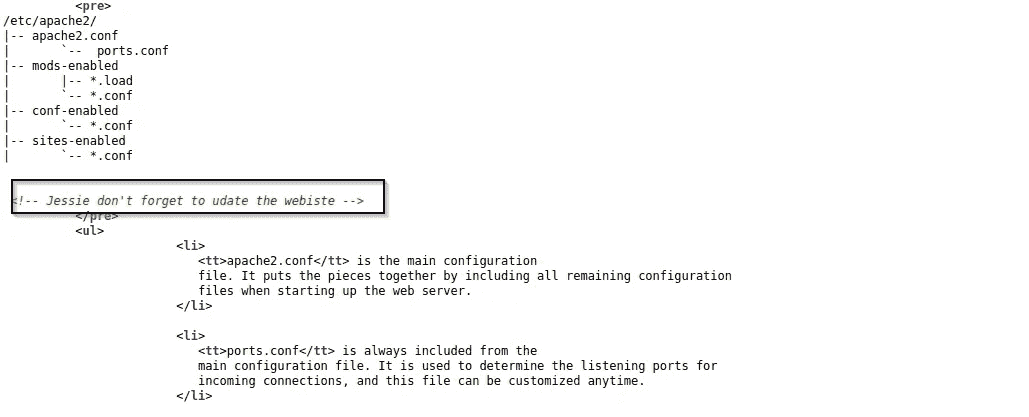 <pre>
/etc/apache2/
|-- apache2.conf
|       `--  ports.conf
|-- mods-enabled
|       |-- *.load
|       `-- *.conf
|-- conf-enabled
|       `-- *.conf
|-- sites-enabled
|       `-- *.conf
<!-- Jessie don't forget to udate the webiste -->
</pre>
<ul>
<li>
<tt>apache2.conf</tt> is the main configuration
file. It puts the pieces together by including all remaining configuration
files when starting up the web server.
</li>
<li>
<tt>ports.conf</tt> is always included from the
main configuration file. It is used to determine the listening ports for
incoming connections, and this file can be customized anytime.
</li>